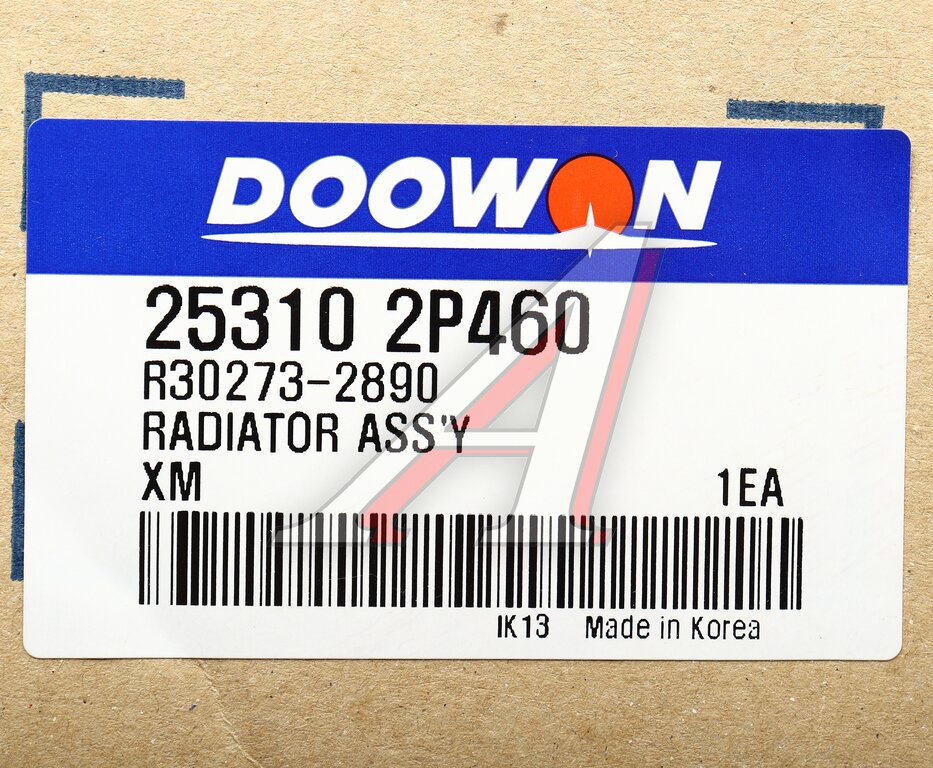 DOOWON
25310 2P460
R30273-2890
RADIATOR ASS'Y
XM 1EA
IK13 Made in Korea